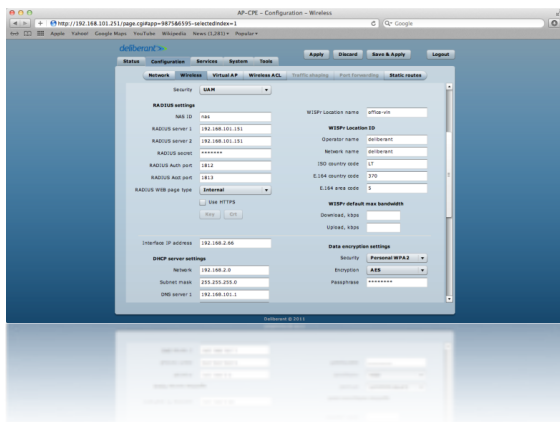 AP-CPE – Configuration – Wireless
http://192.168.101.251/page.cgi#app=9875&6595-selectedIndex=1
Google
Apple Yahoo! Google Maps YouTube Wikipedia News (1,281) Popular
deliberant
Apply Discard Save & Apply Logout
Status Configuration Services System Tools
Network Wireless Virtual AP Wireless ACL Traffic shaping Port forwarding Static routes
Security UAM
RADIUS settings
NAS ID nas
RADIUS server 1 192.168.101.151
RADIUS server 2 192.168.101.151
RADIUS secret *******
RADIUS Auth port 1812
RADIUS Acct port 1813
RADIUS WEB page type Internal
Use HTTPS
Key
Interface IP address 192.168.2.66
DHCP server settings
Network 192.168.2.0
Subnet mask 255.255.255.0
DNS server 1 192.168.101.1
WISPr Location name office-vln
WISPr Location ID
Operator name deliberant
Network name deliberant
ISO country code LT
E.164 country code 370
E.164 area code 5
WISPr default max bandwidth
Download, kbps
Upload, kbps
Data encryption settings
Security Personal WPA2
Encryption AES
Passphrase ********
Deliberant © 2011